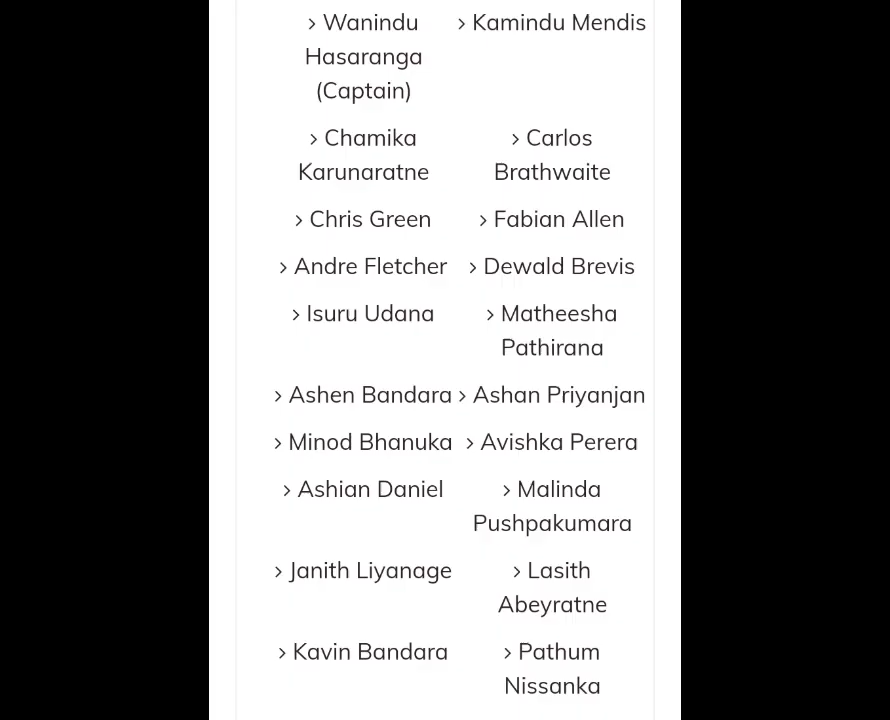 > Wanindu
Hasaranga
(Captain)
> Kamindu Mendis
> Chamika
Karunaratne
> Carlos
Brathwaite
> Chris Green
> Fabian Allen
> Andre Fletcher
> Dewald Brevis
> Isuru Udana
> Matheesha
Pathirana
> Ashen Bandara
> Ashan Priyanjan
> Minod Bhanuka
> Avishka Perera
> Ashian Daniel
> Malinda
Pushpakumara
> Janith Liyanage
> Lasith
Abeyratne
> Kavin Bandara
> Pathum
Nissanka